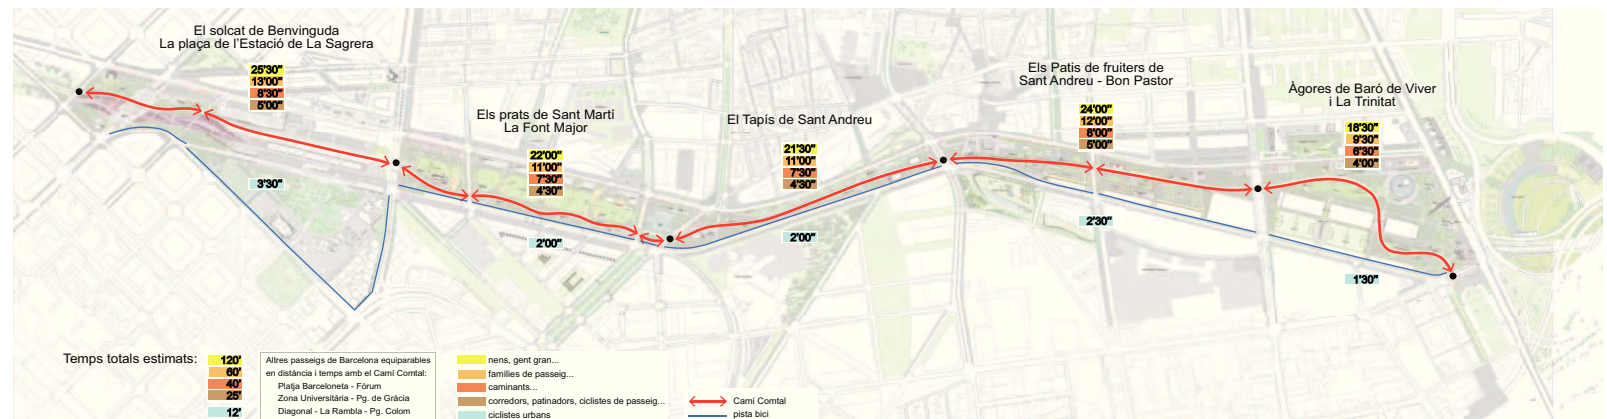 El solcat de Benvinguda
La plaça de l'Estació de La Sagrera
25'30"
13'00"
8'30"
5'00"
3'30"
Els prats de Sant Martí
La Font Major
22'00"
11'00"
7'30"
4'30"
2'00"
El Tapís de Sant Andreu
21'30"
11'00"
7'30"
4'30"
2'00"
Els Patis de fruiters de
Sant Andreu - Bon Pastor
24'00"
12'00"
8'00"
5'00"
2'30"
Àgores de Baró de Viver
i La Trinitat
18'30"
9'30"
6'30"
4'00"
1'30"
Temps totals estimats:
120'
60'
40'
25'
12'
Altres passeigs de Barcelona equiparables
en distància i temps amb el Camí Comtal:
Platja Barceloneta - Fòrum
Zona Universitària - Pg. de Gràcia
Diagonal - La Rambla - Pg. Colom
nens, gent gran...
famílies de passeig...
caminants...
corredors, patinadors, ciclistes de passeig...
ciclistes urbans
Camí Comtal
pista bici